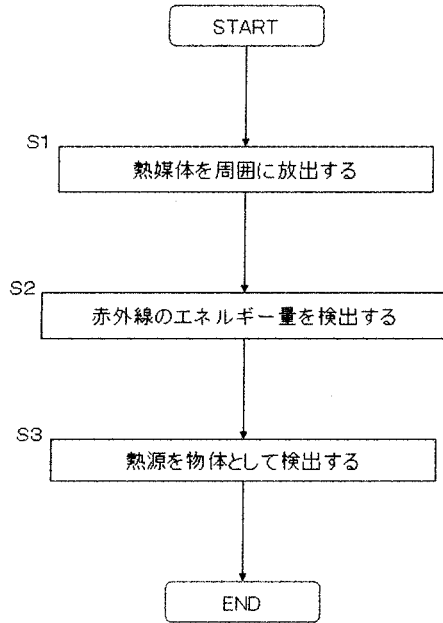 START
S1
熱媒体を周囲に放出する
S2
赤外線のエネルギー量を検出する
S3
熱源を物体として検出する
END